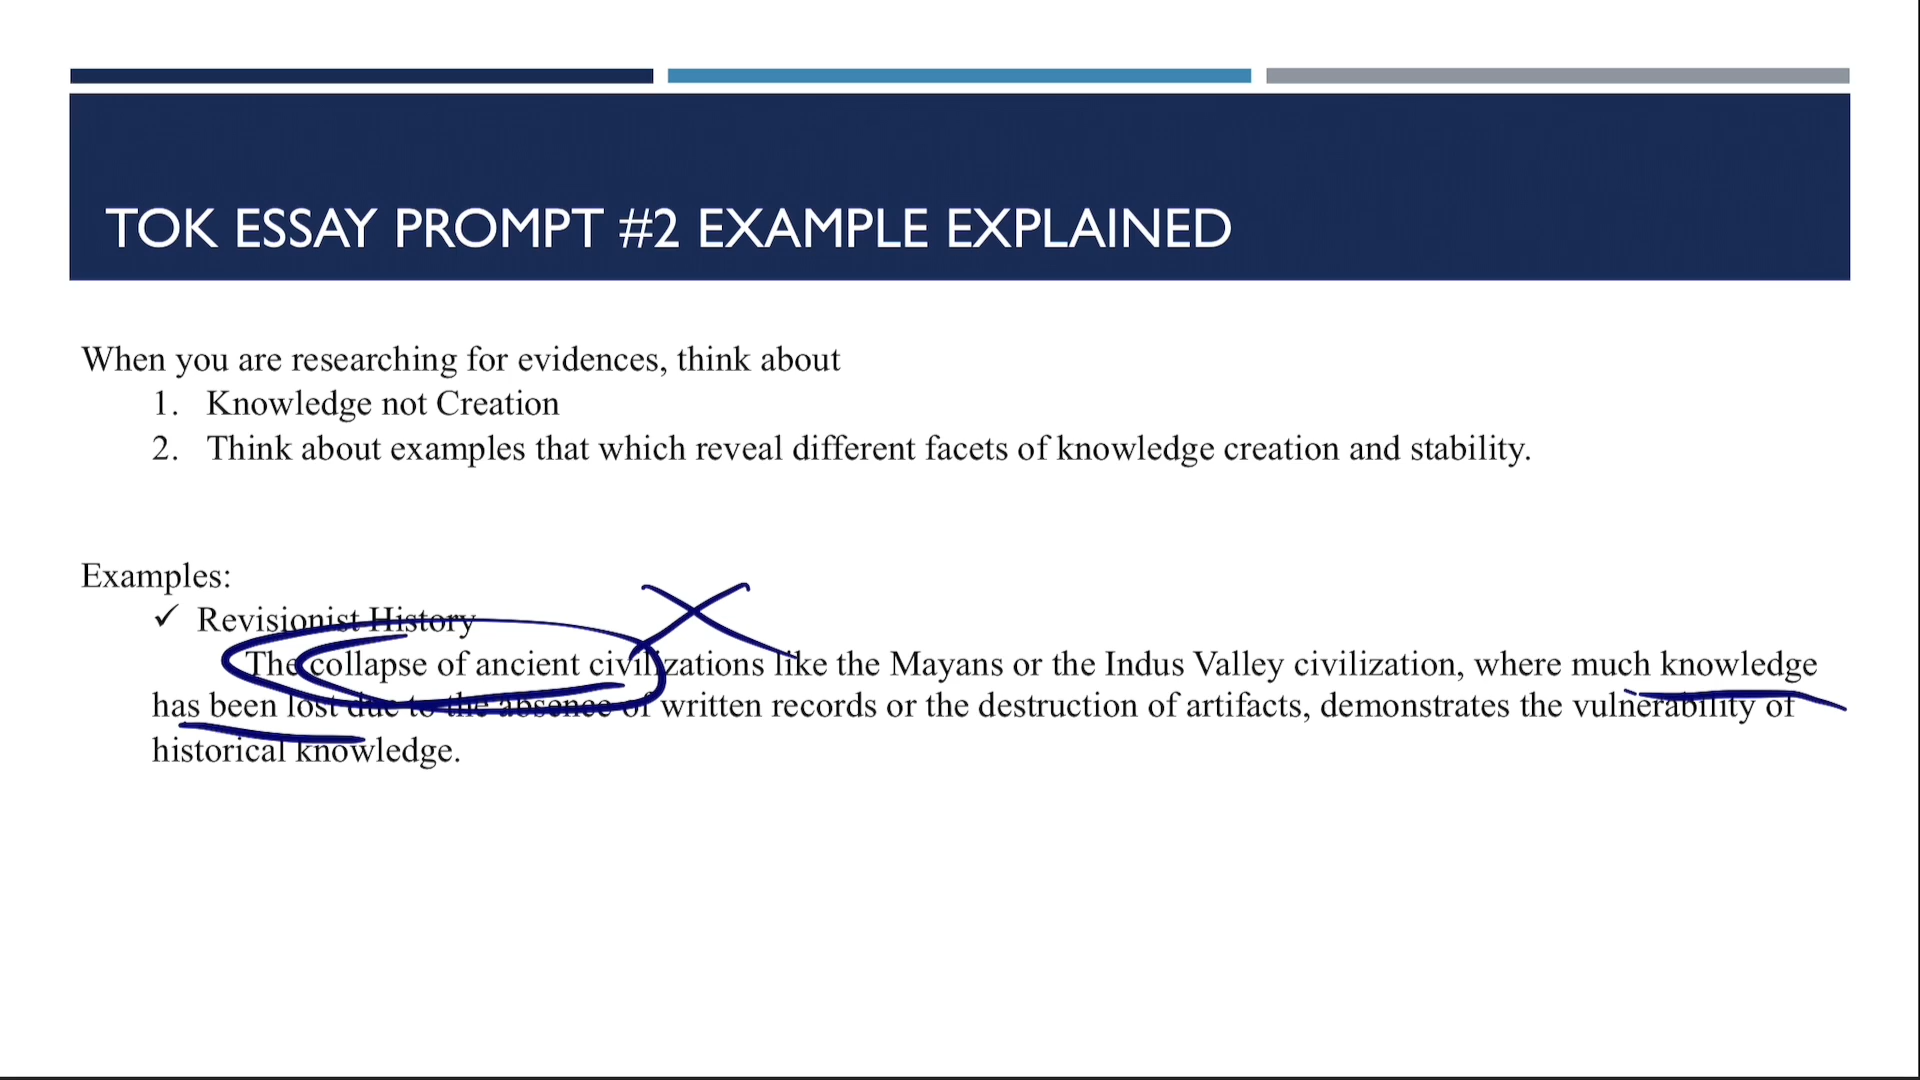 TOK ESSAY PROMPT #2 EXAMPLE EXPLAINED
When you are researching for evidences, think about
1. Knowledge not Creation
2. Think about examples that which reveal different facets of knowledge creation and stability.
Examples:
✓ Revisionist History
The collapse of ancient civilizations like the Mayans or the Indus Valley civilization, where much knowledge
has been lost due to the absence of written records or the destruction of artifacts, demonstrates the vulnerability of
historical knowledge.